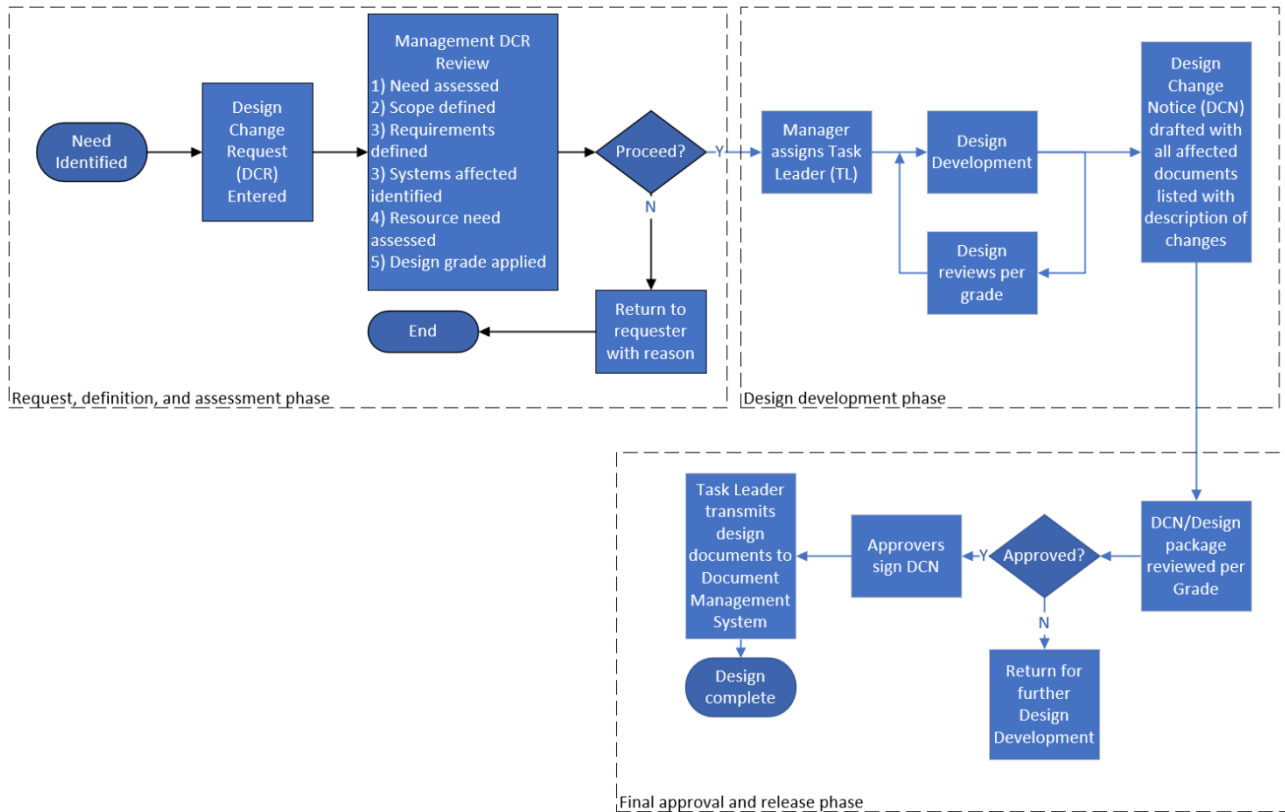 Need
Identified
Design
Change
Request
(DCR)
Entered
Management DCR
Review
1) Need assessed
2) Scope defined
3) Requirements
defined
3) Systems affected
identified
4) Resource need
assessed
5) Design grade applied
Proceed?
Y
N
Return to
requester
with reason
End
Request, definition, and assessment phase
Manager
assigns Task
Leader (TL)
Design
Development
Design
reviews per
grade
Design
Change
Notice (DCN)
drafted with
all affected
documents
listed with
description of
changes
Design development phase
DCN/Design
package
reviewed per
Grade
Approved?
Y
N
Approvers
sign DCN
Task Leader
transmits
design
documents to
Document
Management
System
Design
complete
Return for
further
Design
Development
Final approval and release phase